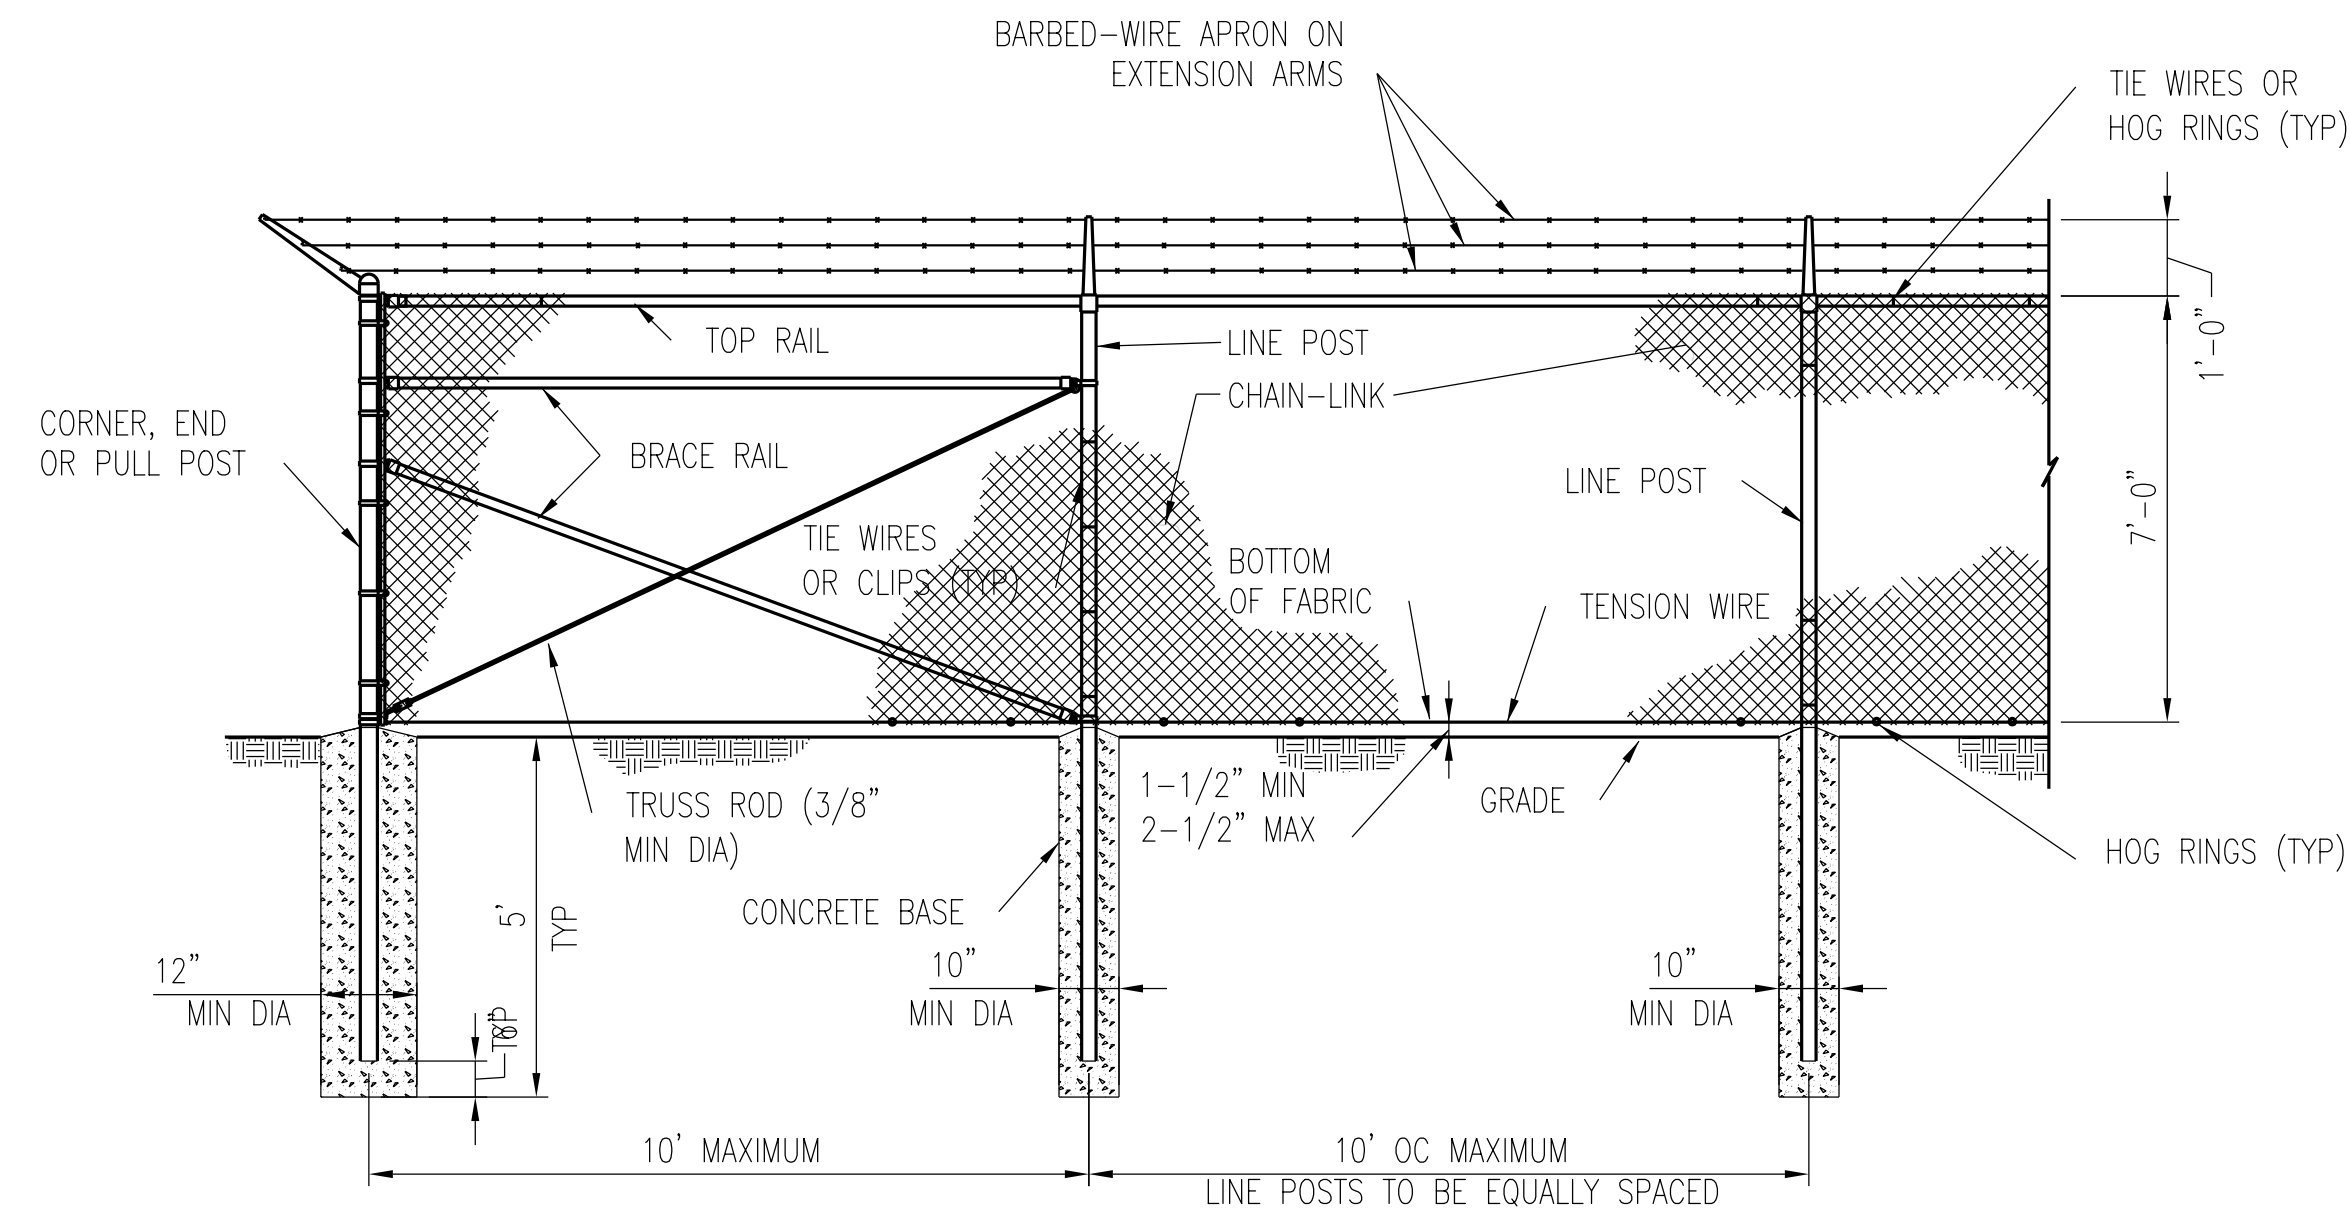 BARBED-WIRE APRON ON
EXTENSION ARMS
TIE WIRES OR
HOG RINGS (TYP)
1'-0"
TOP RAIL
LINE POST
CHAIN-LINK
CORNER, END
OR PULL POST
BRACE RAIL
LINE POST
7'-0"
TIE WIRES
OR CLIPS (TYP)
BOTTOM
OF FABRIC
TENSION WIRE
1-1/2" MIN
2-1/2" MAX
GRADE
TRUSS ROD (3/8"
MIN DIA)
HOG RINGS (TYP)
CONCRETE BASE
5'
TYP
12"
MIN DIA
10"
MIN DIA
10"
MIN DIA
6"
TYP
10' MAXIMUM
10' OC MAXIMUM
LINE POSTS TO BE EQUALLY SPACED